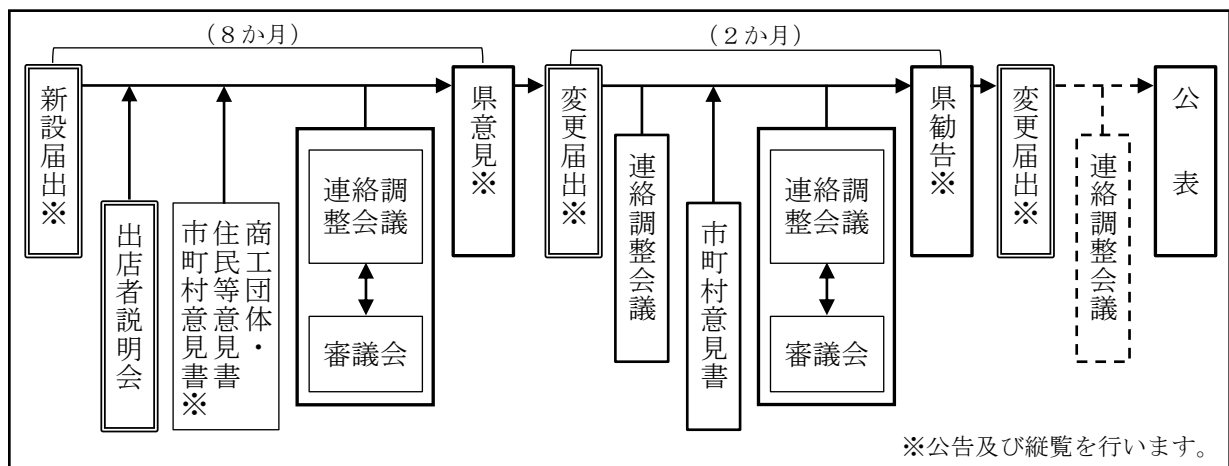 （８か月）
（２か月）
新設届出※
出店者説明会
商工団体・
住民等意見書
市町村意見書※
連絡調
整会議
審議会
県意見※
変更届出※
連絡調整会議
市町村意見書
連絡調
整会議
審議会
県勧告※
変更届出※
連絡調整会議
公表
※公告及び縦覧を行います。